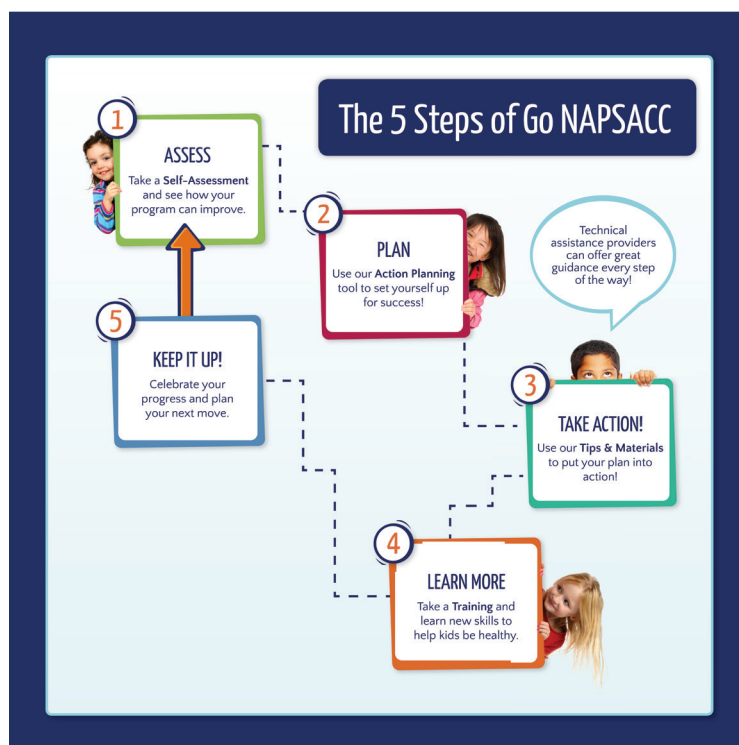 The 5 Steps of Go NAPSACC
1
ASSESS
Take a Self-Assessment
and see how your
program can improve.
2
PLAN
Use our Action Planning
tool to set yourself up
for success!
Technical
assistance providers
can offer great
guidance every step
of the way!
3
TAKE ACTION!
Use our Tips & Materials
to put your plan into
action!
4
LEARN MORE
Take a Training and
learn new skills to
help kids be healthy.
5
KEEP IT UP!
Celebrate your
progress and plan
your next move.